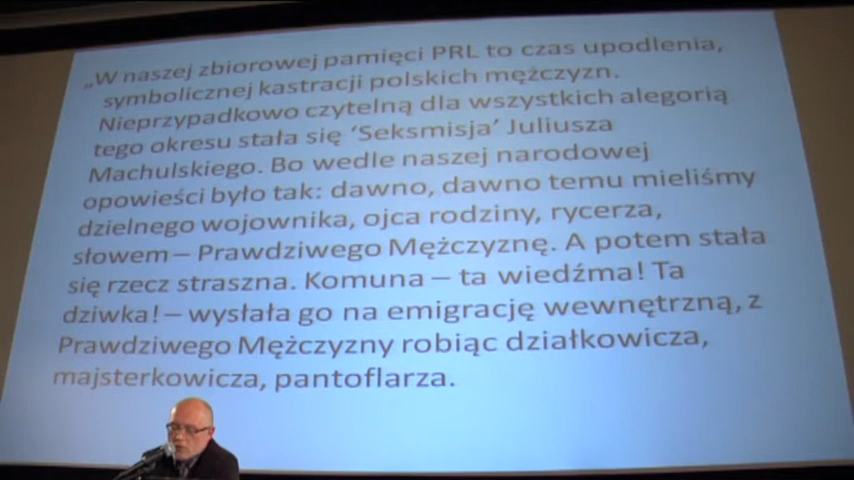 „W naszej zbiorowej pamięci PRL to czas upodlenia,
symbolicznej kastracji polskich mężczyzn.
Nieprzypadkowo czytelną dla wszystkich alegorią
tego okresu stała się ‘Seksmisja’ Juliusza
Machulskiego. Bo wedle naszej narodowej
opowieści było tak: dawno, dawno temu mieliśmy
dzielnego wojownika, ojca rodziny, rycerza,
słowem – Prawdziwego Mężczyznę. A potem stała
się rzecz straszna. Komuna – ta wiedźma! Ta
dziwka! – wysłała go na emigrację wewnętrzną, z
Prawdziwego Mężczyzny robiąc działkowicza,
majsterkowicza, pantoflarza.